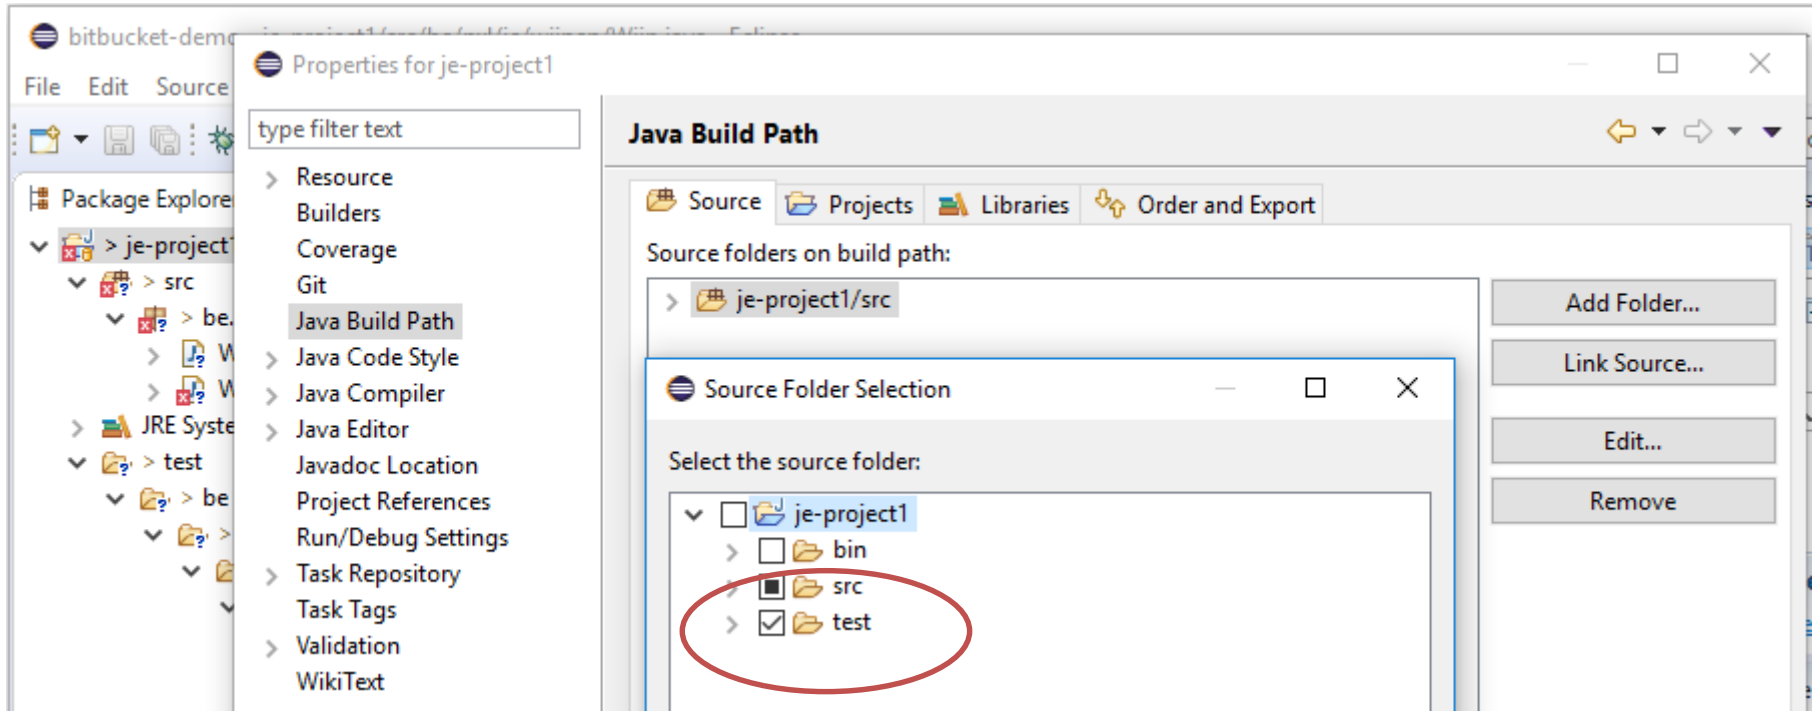 bitbucket-demo
File Edit Source
Package Explore
> je-project1
> src
> be.
W
W
JRE Syste
> test
> be
>
Properties for je-project1
type filter text
Resource
Builders
Coverage
Git
Java Build Path
Java Code Style
Java Compiler
Java Editor
Javadoc Location
Project References
Run/Debug Settings
Task Repository
Task Tags
Validation
WikiText
Java Build Path
Source Projects Libraries Order and Export
Source folders on build path:
je-project1/src
Add Folder...
Link Source...
Edit...
Remove
Source Folder Selection
Select the source folder:
je-project1
bin
src
test